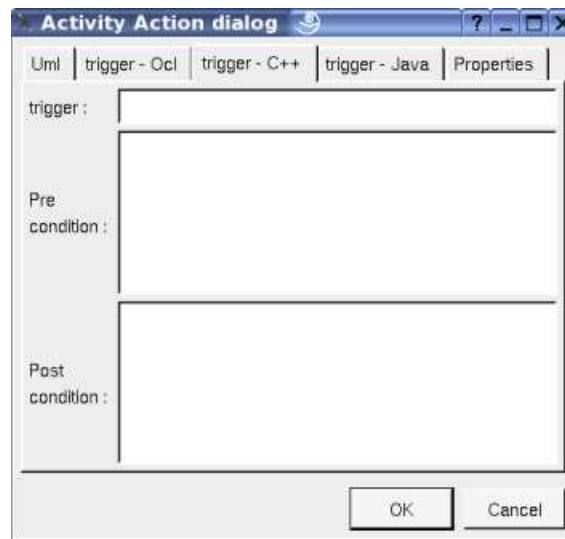 Activity Action dialog
Uml trigger - Ocl trigger - C++ trigger - Java Properties
trigger :
Pre
condition :
Post
condition :
OK Cancel